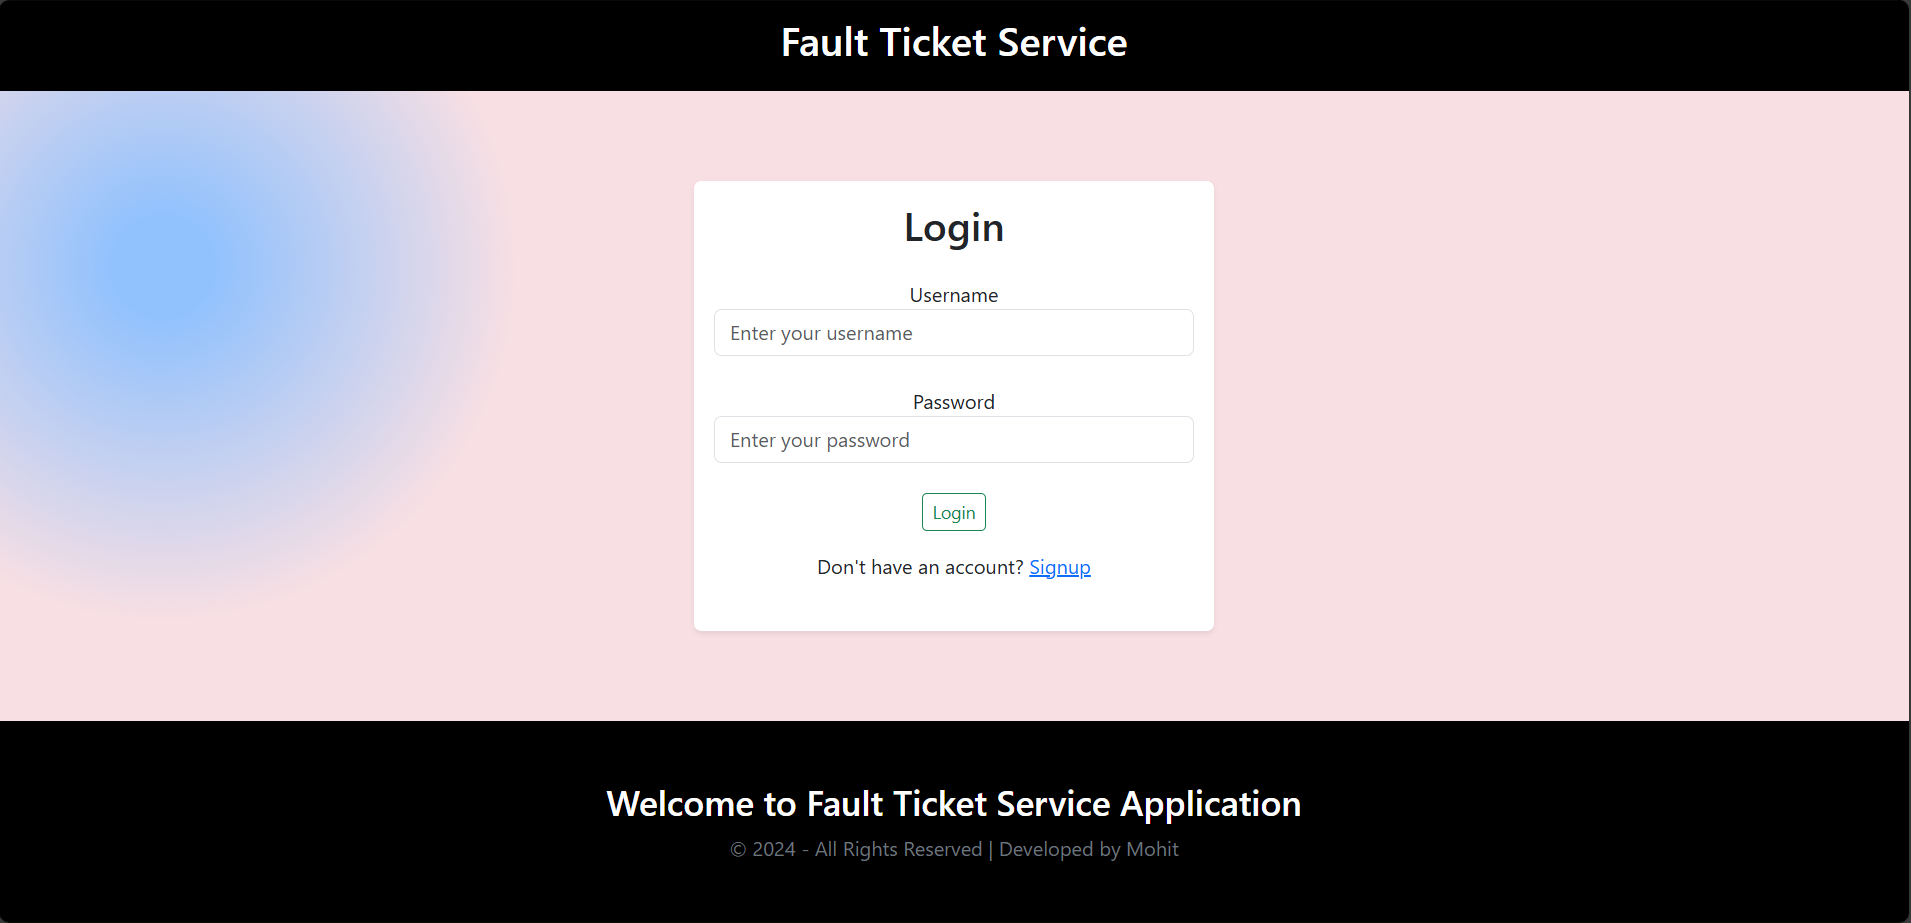 Fault Ticket Service
Login
Username
Enter your username
Password
Enter your password
Login
Don't have an account? Signup
Welcome to Fault Ticket Service Application
© 2024 - All Rights Reserved | Developed by Mohit